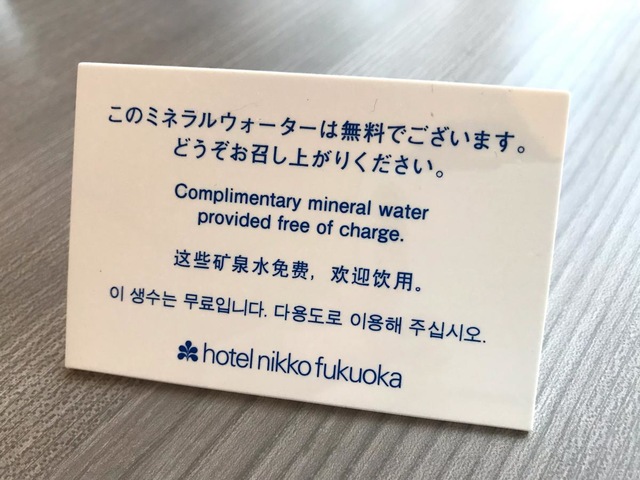 このミネラルウォーターは無料でございます。
どうぞお召し上がりください。
Complimentary mineral water
provided free of charge.
这些矿泉水免费，欢迎饮用。
이 생수는 무료입니다. 다용도로 이용해 주십시오.
hotel nikko fukuoka